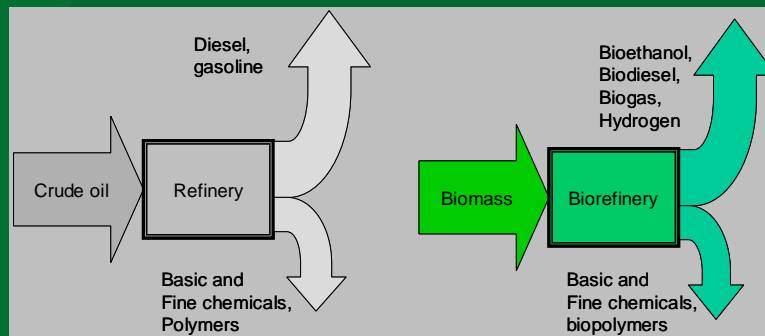 Diesel,
gasoline
Crude oil
Refinery
Basic and
Fine chemicals,
Polymers
Bioethanol,
Biodiesel,
Biogas,
Hydrogen
Biomass
Biorefinery
Basic and
Fine chemicals,
biopolymers